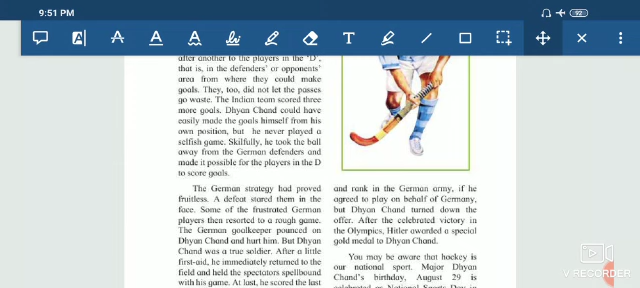 9:51 PM
92
T
after another to the players in the "D",
that is, in the defenders' or opponents'
area from where they could make
goals. They, too, did not let the passes
go waste. The Indian team scored three
more goals. Dhyan Chand could have
easily made the goals himself from his
own position, but he never played a
selfish game. Skilfully, he took the ball
away from the German defenders and
made it possible for the players in the D
to score goals.
The German strategy had proved
fruitless. A defeat stared them in the
face. Some of the frustrated German
players then resorted to a rough game.
The German goalkeeper pounced on
Dhyan Chand and hurt him. But Dhyan
Chand was a true soldier. After a little
first-aid, he immediately returned to the
field and held the spectators spellbound
with his game. At last, he scored the last
and rank in the German army, if he
agreed to play on behalf of Germany,
but Dhyan Chand turned down the
offer. After the celebrated victory in
the Olympics, Hitler awarded a special
gold medal to Dhyan Chand.
You may be aware that hockey is
our national sport. Major Dhyan
Chand's birthday, August 29 is
celebrated as National Sports Day in
V RECORDER